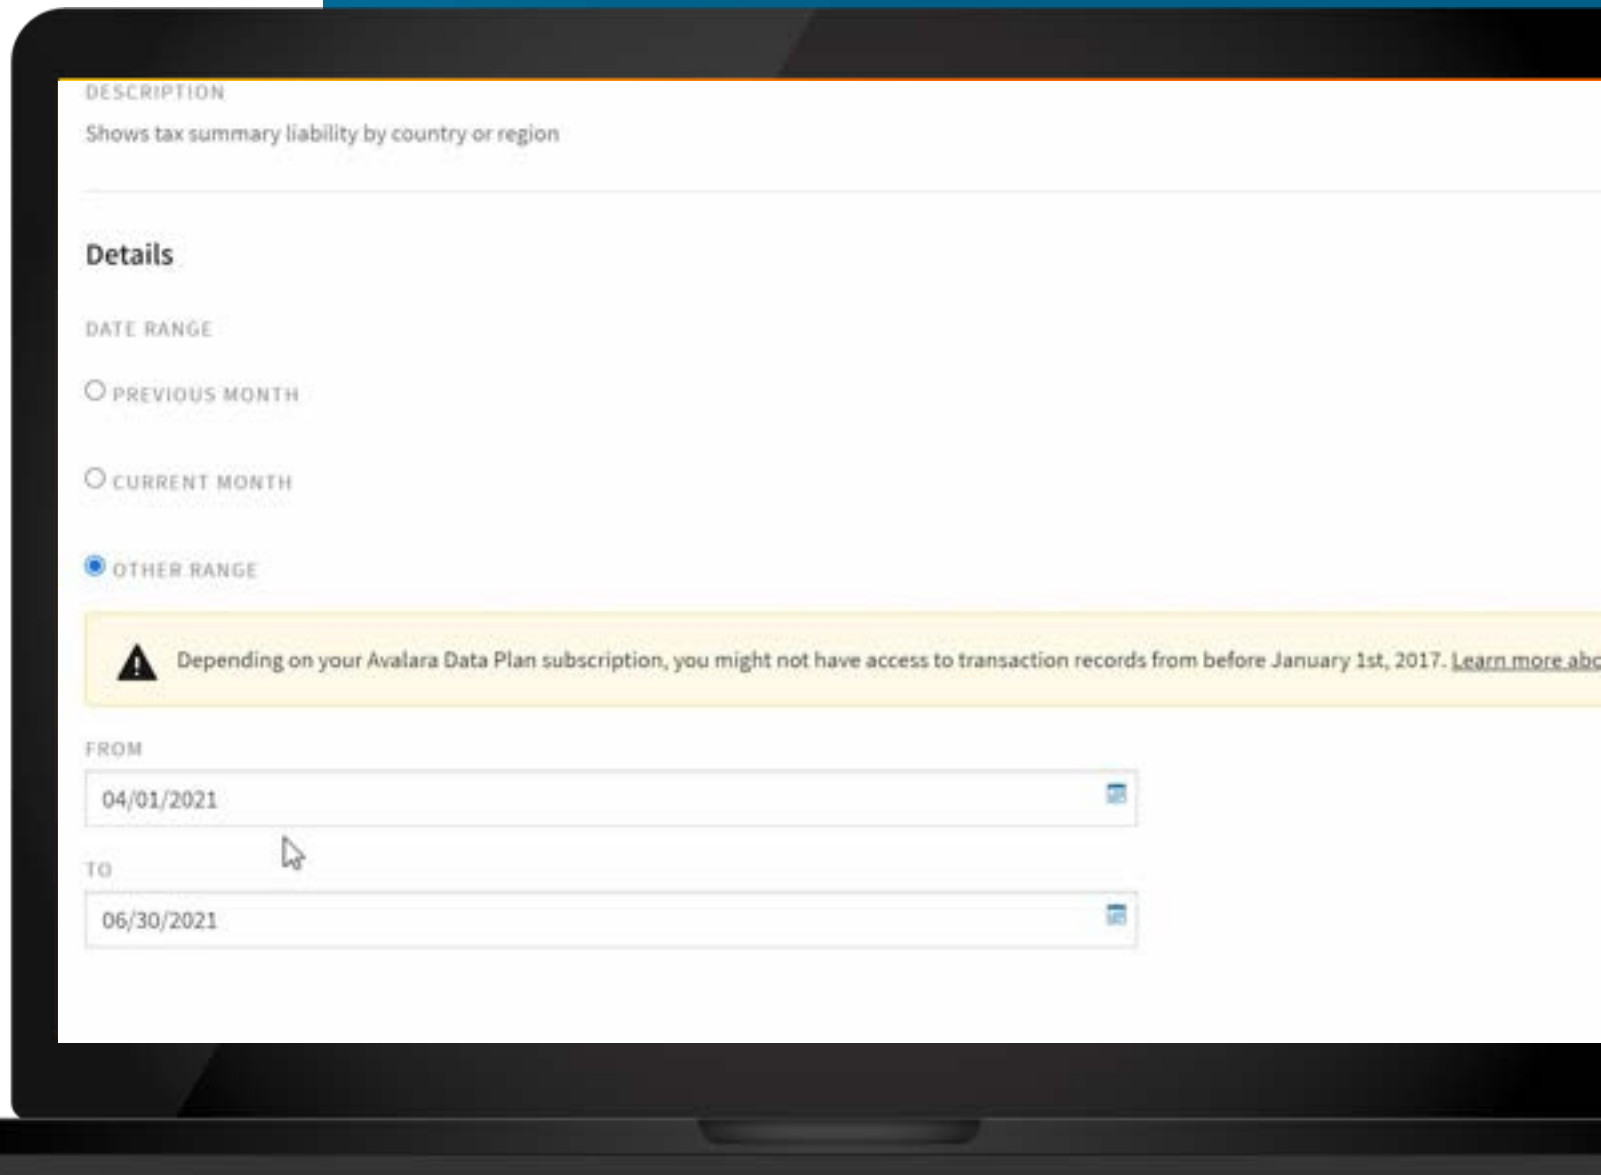 DESCRIPTION
Shows tax summary liability by country or region
Details
DATE RANGE
PREVIOUS MONTH
CURRENT MONTH
OTHER RANGE
Depending on your Avalara Data Plan subscription, you might not have access to transaction records from before January 1st, 2017. Learn more
FROM
04/01/2021
TO
06/30/2021